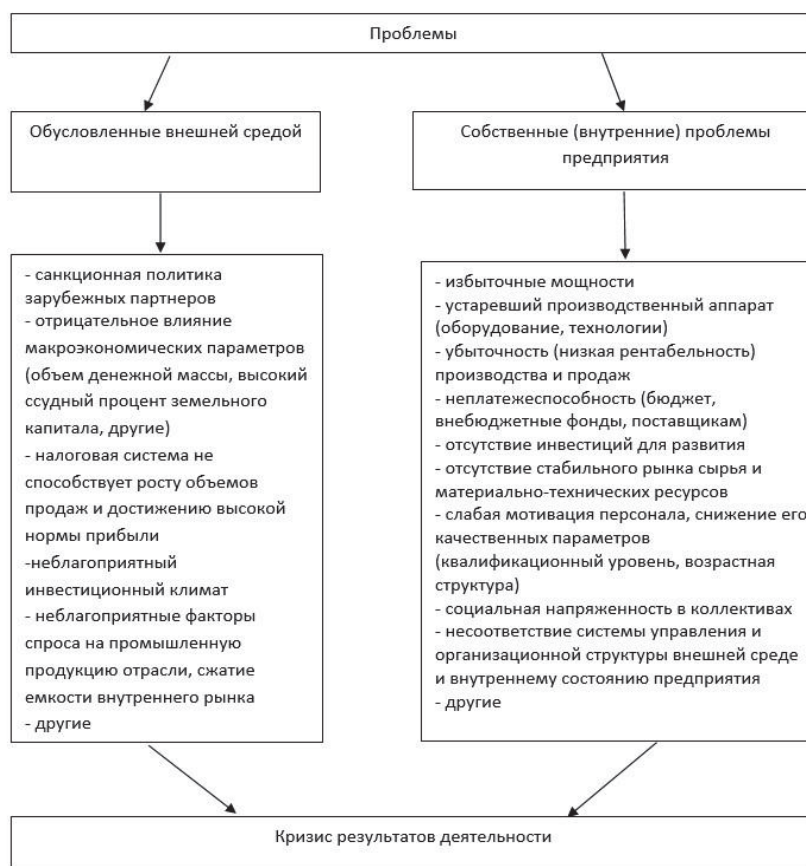 Проблемы
Обусловленные внешней средой
Собственные (внутренние) проблемы
предприятия
- санкционная политика
зарубежных партнеров
- отрицательное влияние
макроэкономических параметров
(объем денежной массы, высокий
ссудный процент земельного
капитала, другие)
- налоговая система не
способствует росту объемов
продаж и достижению высокой
нормы прибыли
-неблагоприятный
инвестиционный климат
- неблагоприятные факторы
спроса на промышленную
продукцию отрасли, сжатие
емкости внутреннего рынка
- другие
- избыточные мощности
- устаревший производственный аппарат
(оборудование, технологии)
- убыточность (низкая рентабельность)
производства и продаж
- неплатежеспособность (бюджет,
внебюджетные фонды, поставщикам)
- отсутствие инвестиций для развития
- отсутствие стабильного рынка сырья и
материально-технических ресурсов
- слабая мотивация персонала, снижение его
качественных параметров
(квалификационный уровень, возрастная
структура)
- социальная напряженность в коллективах
- несоответствие системы управления и
организационной структуры внешней среде
и внутреннему состоянию предприятия
- другие
Кризис результатов деятельности